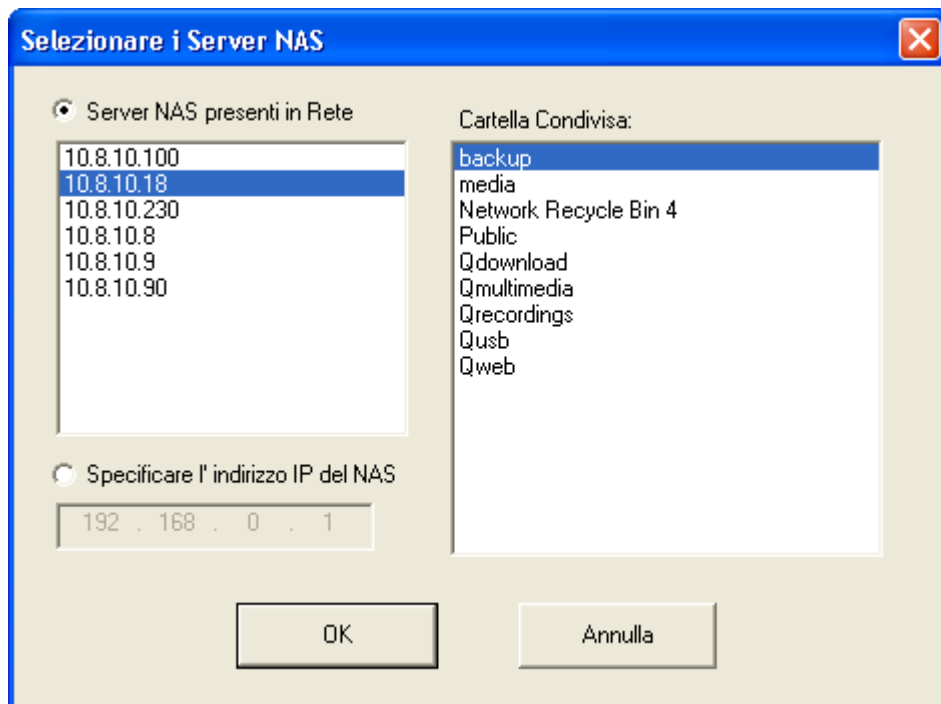 Selezionare i Server NAS
Server NAS presenti in Rete
10.8.10.100
10.8.10.18
10.8.10.230
10.8.10.8
10.8.10.9
10.8.10.90
Specificare l' indirizzo IP del NAS
192 . 168 . 0 . 1
Cartella Condivisa:
backup
media
Network Recycle Bin 4
Public
Qdownload
Qmultimedia
Qrecordings
Qusb
Qweb
OK
Annulla